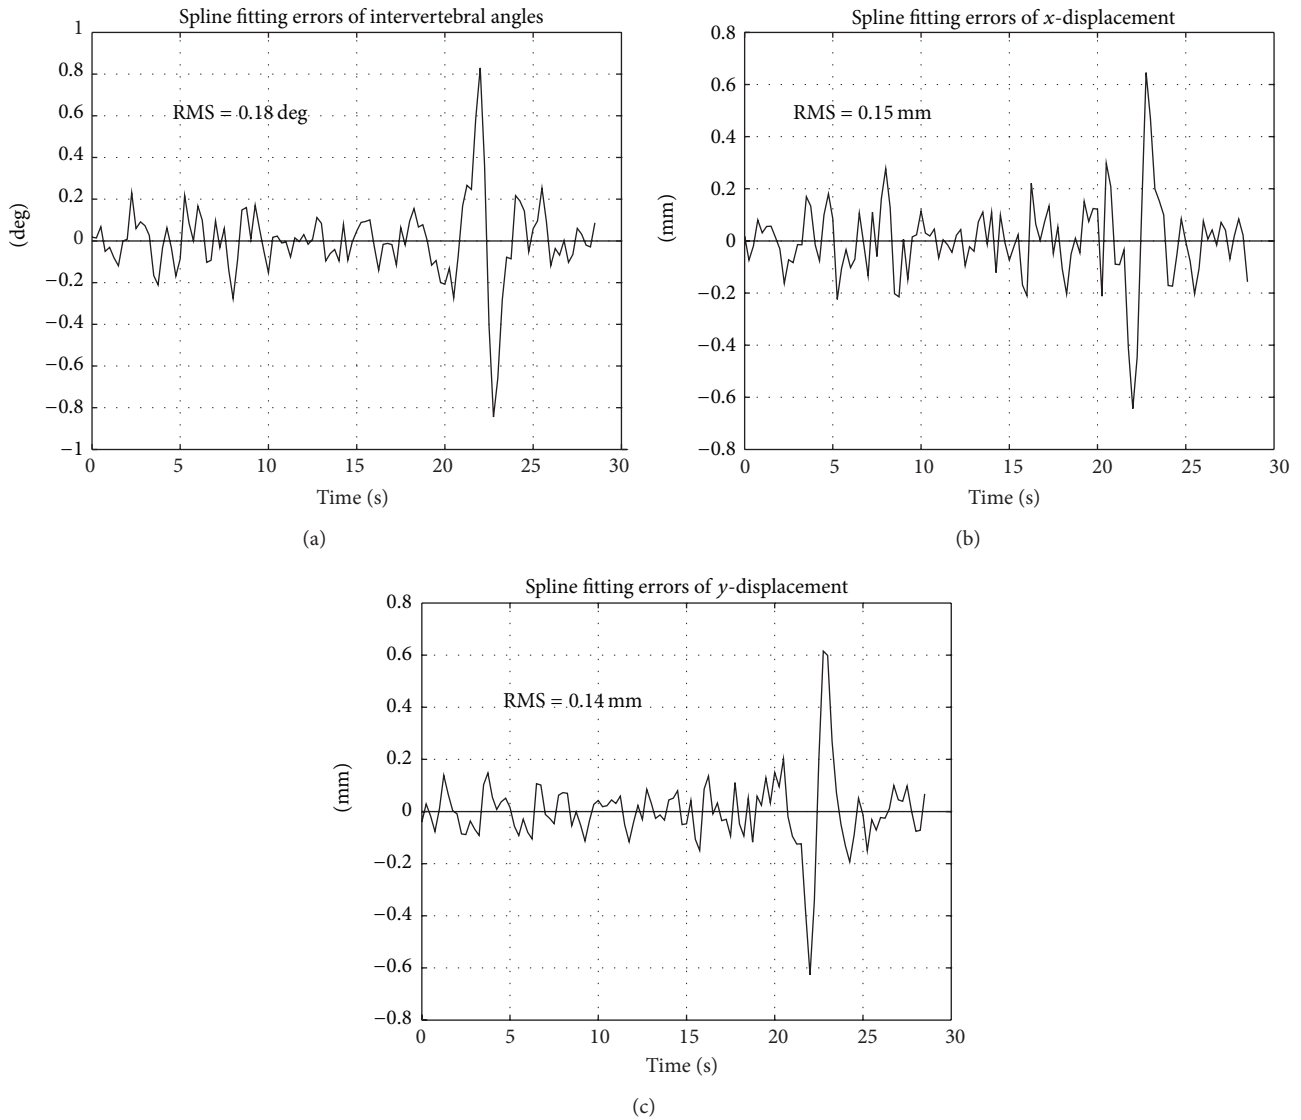 Spline fitting errors of intervertebral angles
1
0.8
0.6
0.4
0.2
0
−0.2
−0.4
−0.6
−0.8
−1
(deg)
RMS = 0.18 deg
0 5 10 15 20 25 30
Time (s)
(a)
Spline fitting errors of x-displacement
0.8
0.6
0.4
0.2
0
−0.2
−0.4
−0.6
−0.8
(mm)
RMS = 0.15 mm
0 5 10 15 20 25 30
Time (s)
(b)
Spline fitting errors of y-displacement
0.8
0.6
0.4
0.2
0
−0.2
−0.4
−0.6
−0.8
(mm)
RMS = 0.14 mm
0 5 10 15 20 25 30
Time (s)
(c)